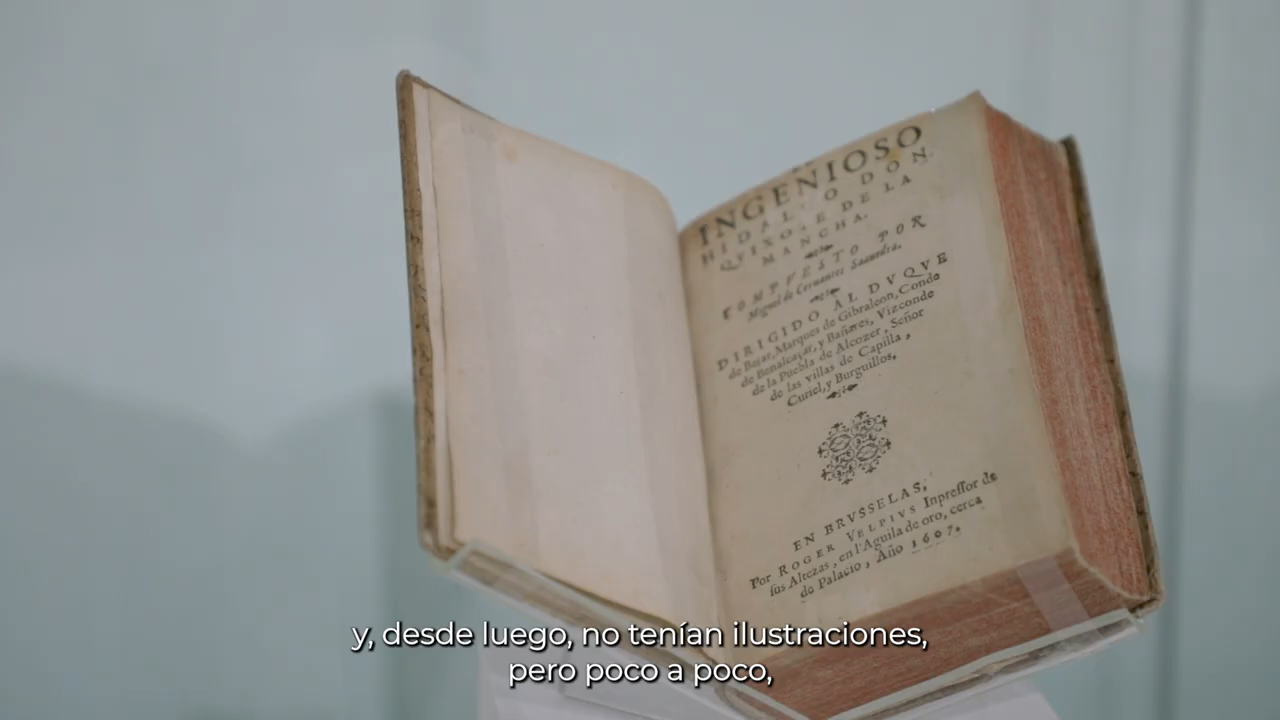 INGENIOSO
HIDALGO DON
QVIXOTE DE LA
MANCHA.
COMPVESTO POR
Miguel de Ceruantes Saauedra.
DIRIGIDO AL DVQVE
de Bejar, Marques de Gibraleon, Conde
de Benalcaçar, y Bañares, Vizconde
de la Puebla de Alcozer, Señor
de las villas de Capilla,
Curiel, y Burguillos.
EN BRVSSELAS,
Por ROGER VELPIVS Inpreſſor de
ſus Altezas, en l'Aguila de oro, cerca
de Palacio, Año 1607.
y, desde luego, no tenían ilustraciones,
pero poco a poco,